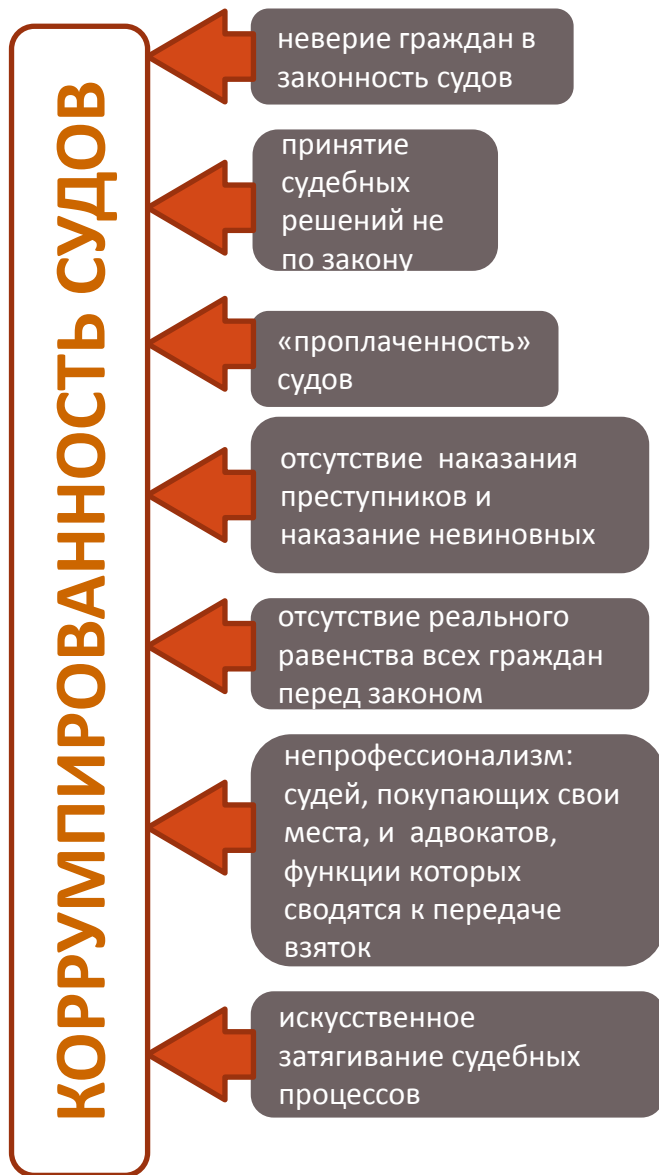 КОРРУМПИРОВАННОСТЬ СУДОВ
неверие граждан в
законность судов
принятие
судебных
решений не
по закону
«проплаченность»
судов
отсутствие наказания
преступников и
наказание невиновных
отсутствие реального
равенства всех граждан
перед законом
непрофессионализм:
судей, покупающих свои
места, и адвокатов,
функции которых
сводятся к передаче
взяток
искусственное
затягивание судебных
процессов